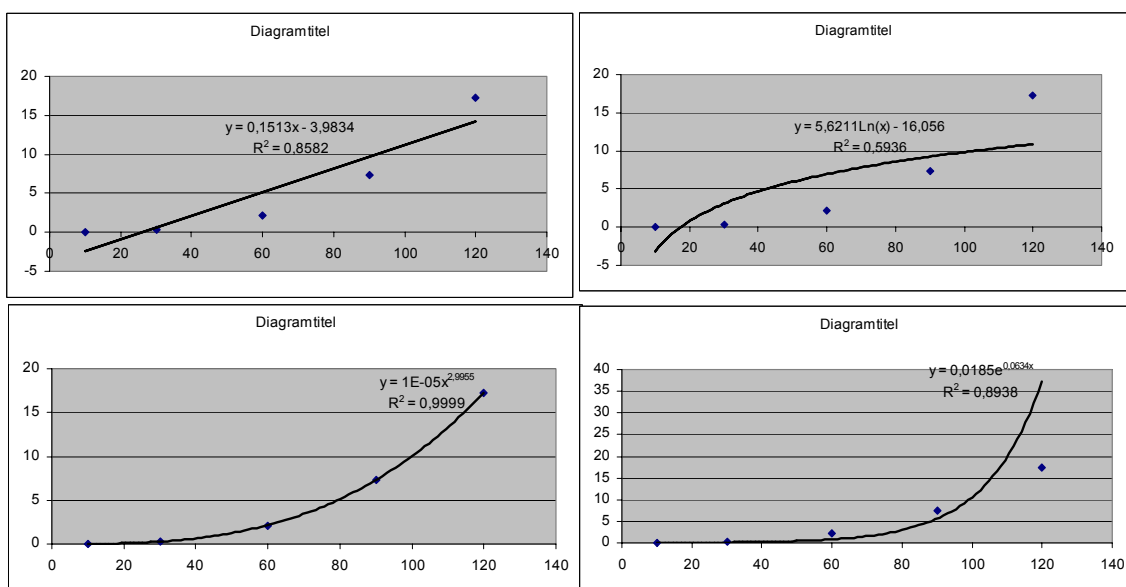 Diagramtitel
20
15
10
5
0
-5
0 20 40 60 80 100 120 140
y = 0,1513x - 3,9834
R² = 0,8582
Diagramtitel
20
15
10
5
0
-5
0 20 40 60 80 100 120 140
y = 5,6211Ln(x) - 16,056
R² = 0,5936
Diagramtitel
20
15
10
5
0
0 20 40 60 80 100 120 140
y = 1E-05x^2,9955
R² = 0,9999
Diagramtitel
40
35
30
25
20
15
10
5
0
0 20 40 60 80 100 120 140
y = 0,0185e^0,0634x
R² = 0,8938